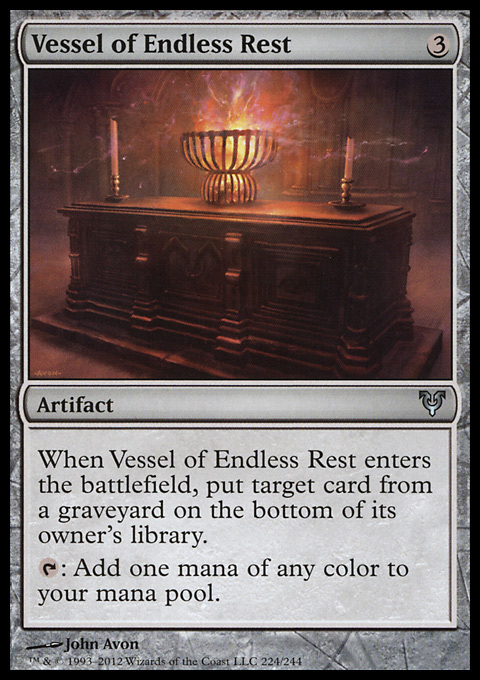 Vessel of Endless Rest 3
Artifact
When Vessel of Endless Rest enters
the battlefield, put target card from
a graveyard on the bottom of its
owner's library.
: Add one mana of any color to
your mana pool.
John Avon
™ & © 1993–2012 Wizards of the Coast LLC 224/244